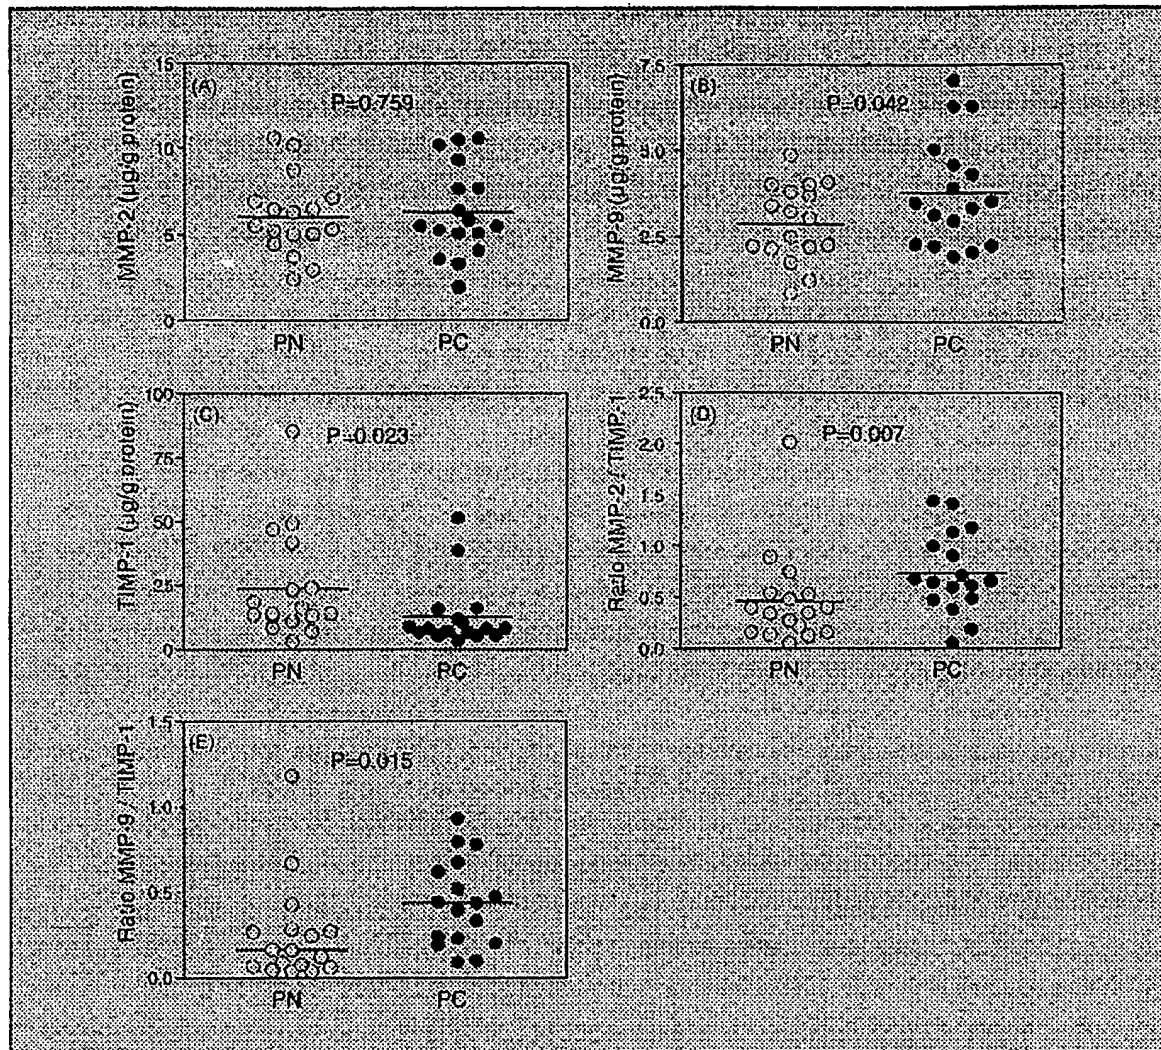 (A)
P=0.759
MMP-2 (µg/g protein)
15
10
5
0
PN PC
(B)
P=0.042
MMP-9 (µg/g protein)
7.5
5.0
2.5
0.0
PN PC
(C)
P=0.023
TIMP-1 (µg/g protein)
100
75
50
25
0
PN PC
(D)
P=0.007
Ratio MMP-2 / TIMP-1
2.5
2.0
1.5
1.0
0.5
0.0
PN PC
(E)
P=0.015
Ratio MMP-9 / TIMP-1
1.5
1.0
0.5
0.0
PN PC